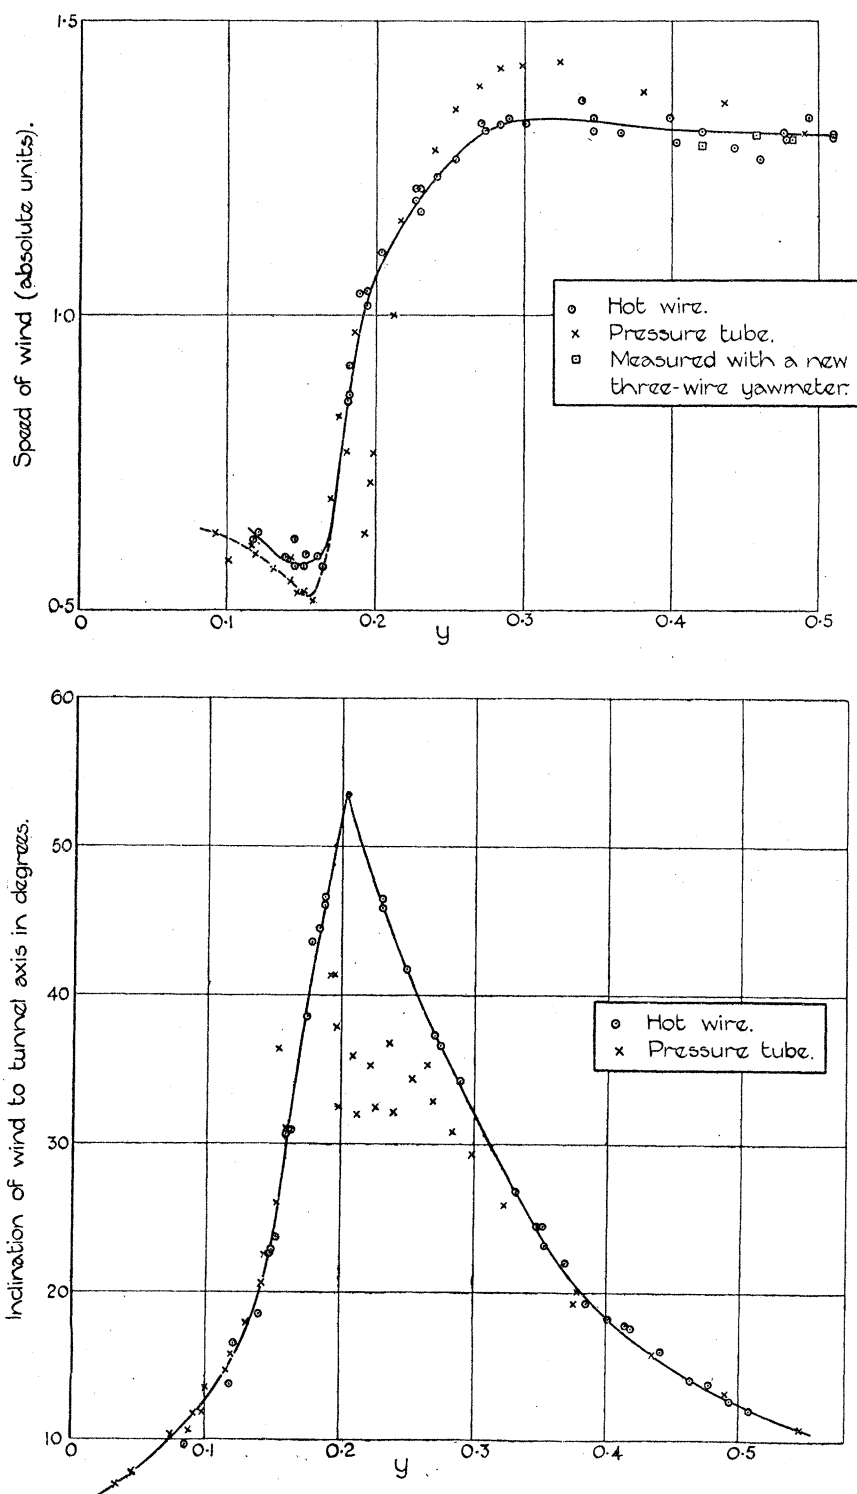 1.5
Speed of wind (absolute units).
1.0
⊙ Hot wire.
× Pressure tube.
⊡ Measured with a new
three-wire yawmeter.
0.5
0 0.1 0.2 0.3 0.4 0.5
y
60
50
Inclination of wind to tunnel axis in degrees.
40
⊙ Hot wire.
× Pressure tube.
30
20
10
0 0.1 0.2 0.3 0.4 0.5
y